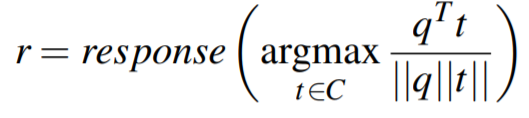 r = response ( argmax_{t∈C} q^T t / ||q||t|| )